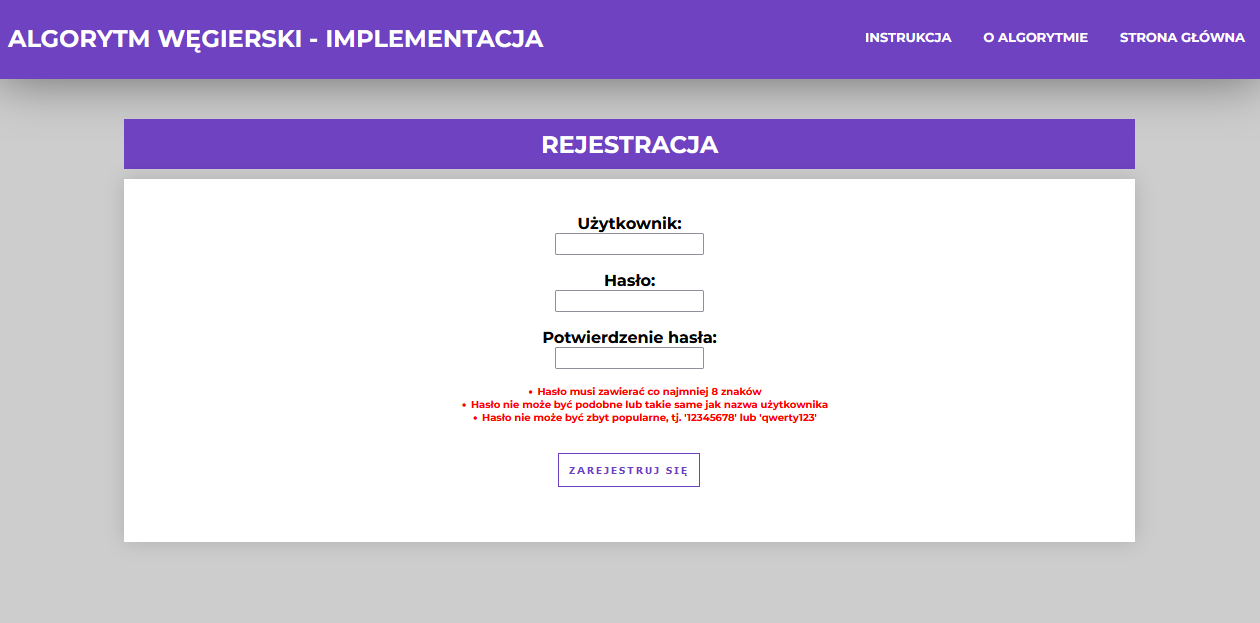 ALGORYTM WĘGIERSKI - IMPLEMENTACJA
INSTRUKCJA O ALGORYTMIE STRONA GŁÓWNA
REJESTRACJA
Użytkownik:
Hasło:
Potwierdzenie hasła:
• Hasło musi zawierać co najmniej 8 znaków
• Hasło nie może być podobne lub takie same jak nazwa użytkownika
• Hasło nie może być zbyt popularne, tj. '12345678' lub 'qwerty123'
ZAREJESTRUJ SIĘ